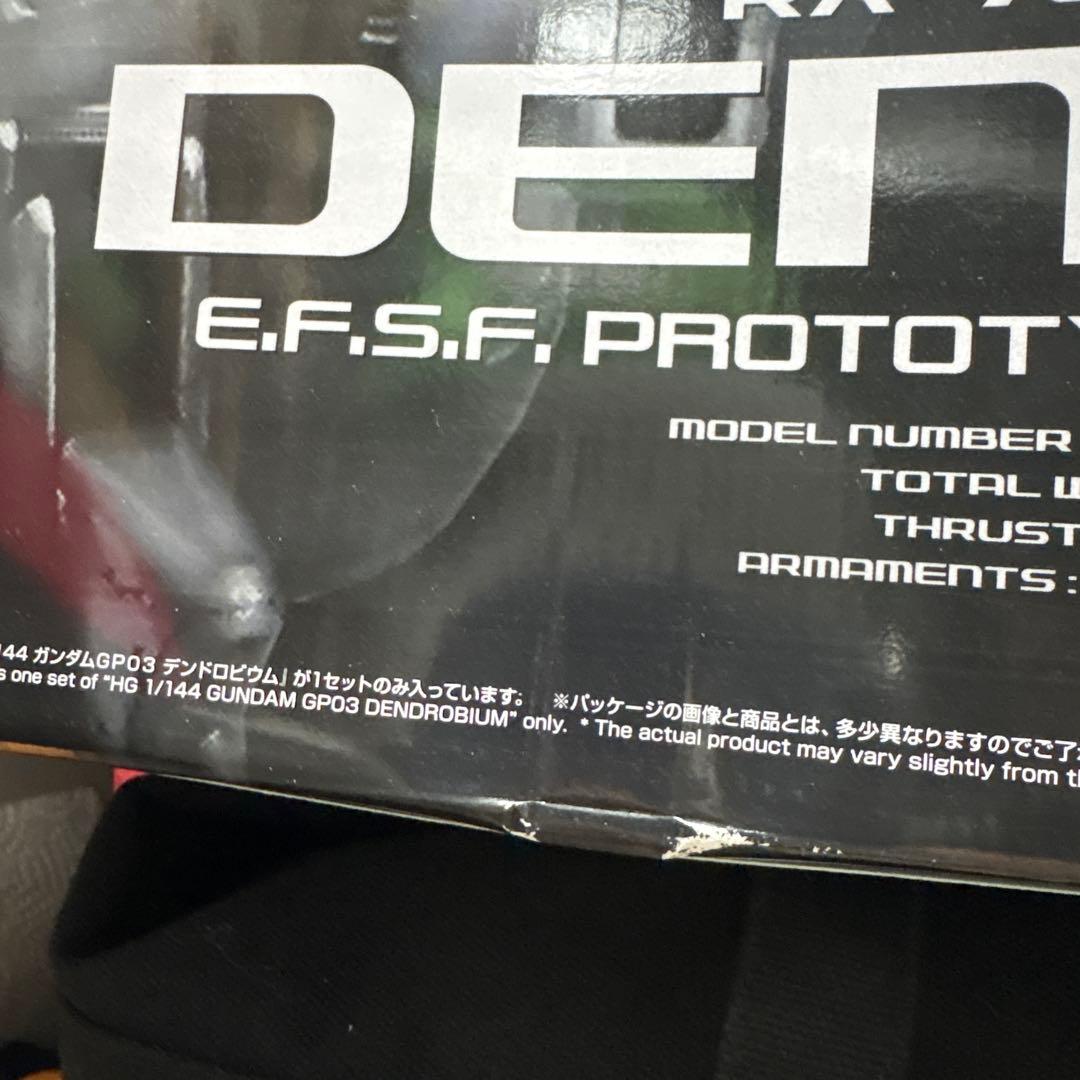 RX-78
DEN
E.F.S.F. PROTOTY
MODEL NUMBER
TOTAL W
THRUST
ARMAMENTS :
144 ガンダムGP03 デンドロビウム」が1セットのみ入っています。 ※パッケージの画像と商品とは、多少異なりますのでご了
s one set of "HG 1/144 GUNDAM GP03 DENDROBIUM" only. * The actual product may vary slightly from th